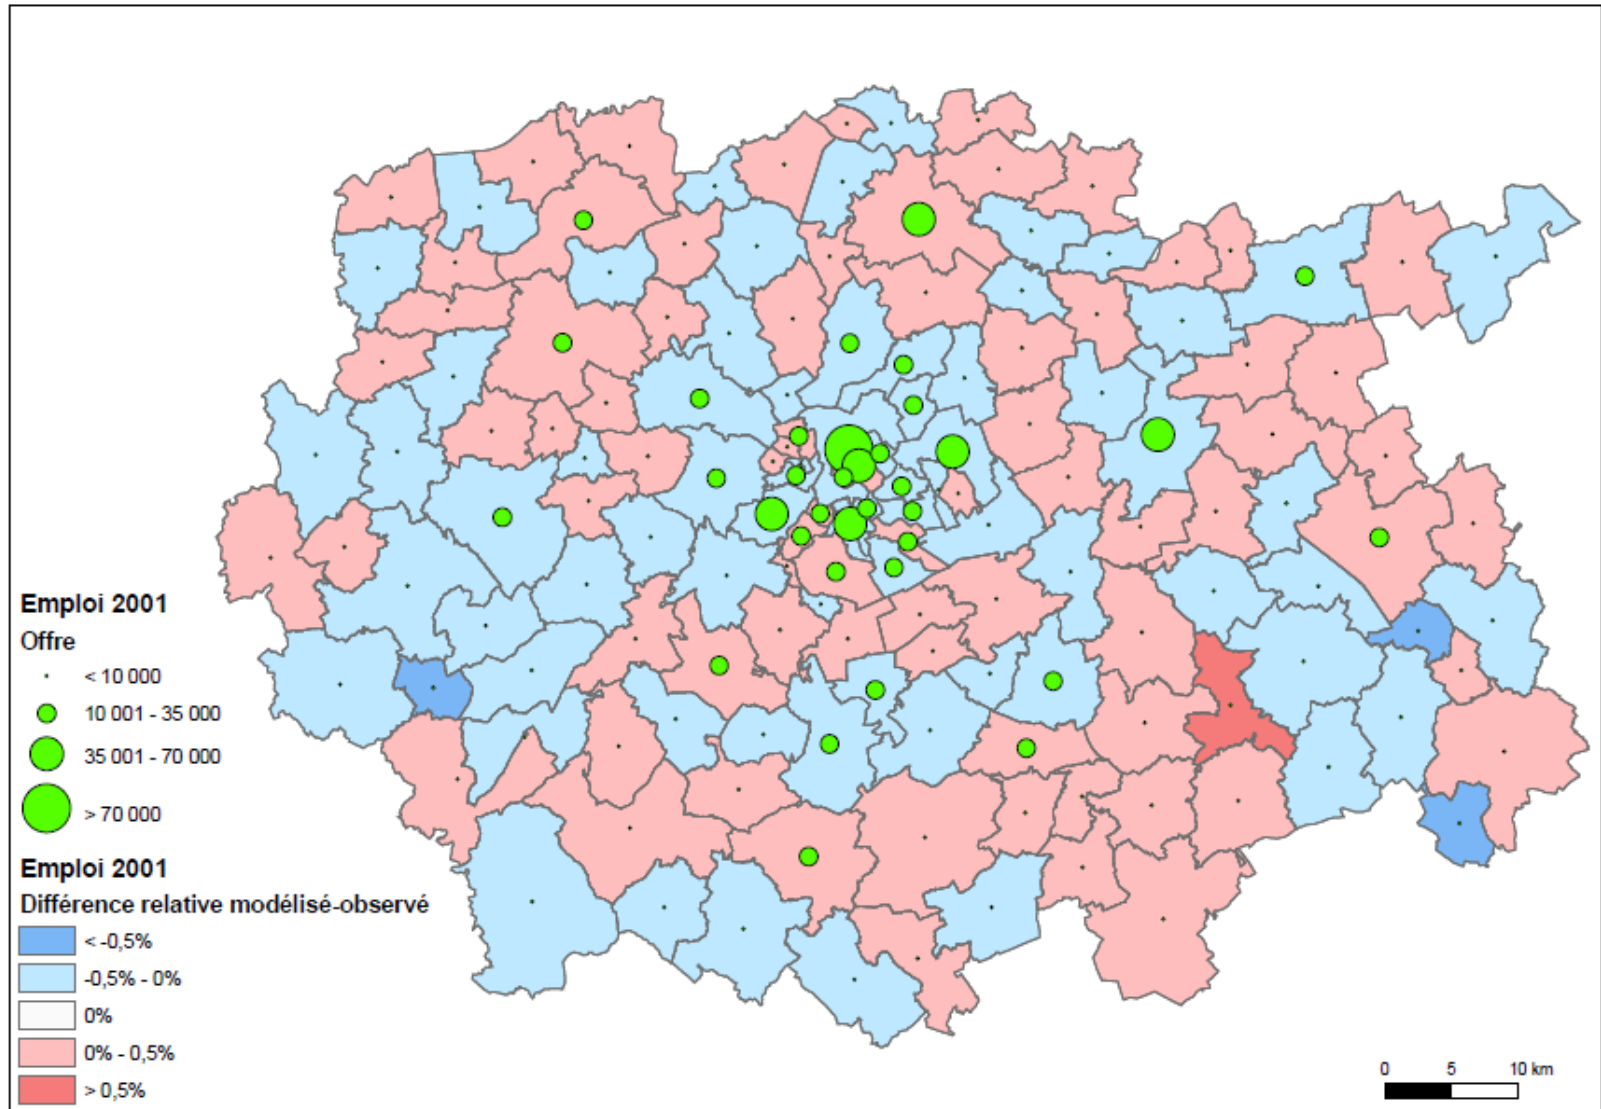 Emploi 2001
Offre
< 10 000
10 001 - 35 000
35 001 - 70 000
> 70 000
Emploi 2001
Différence relative modélisé-observé
< -0,5%
-0,5% - 0%
0%
0% - 0,5%
> 0,5%
0 5 10 km